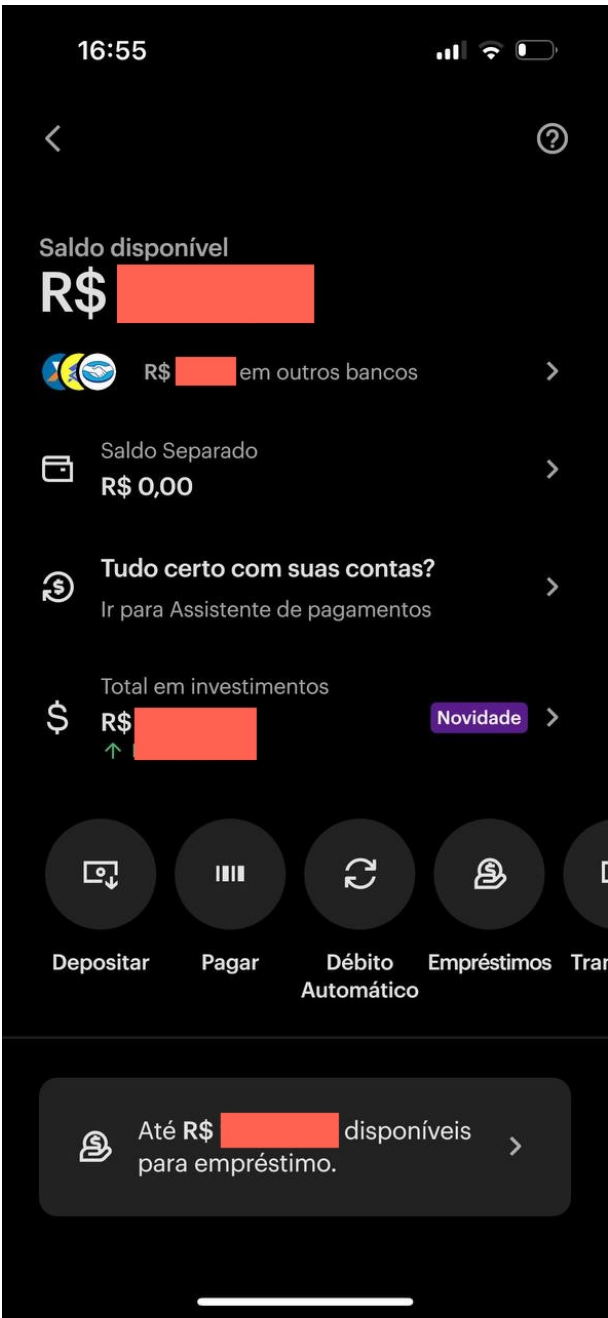 16:55
Saldo disponível
R$
R$ em outros bancos
Saldo Separado
R$ 0,00
Tudo certo com suas contas?
Ir para Assistente de pagamentos
Total em investimentos
R$
Novidade
Depositar
Pagar
Débito
Automático
Empréstimos
Tran
Até R$ disponíveis
para empréstimo.